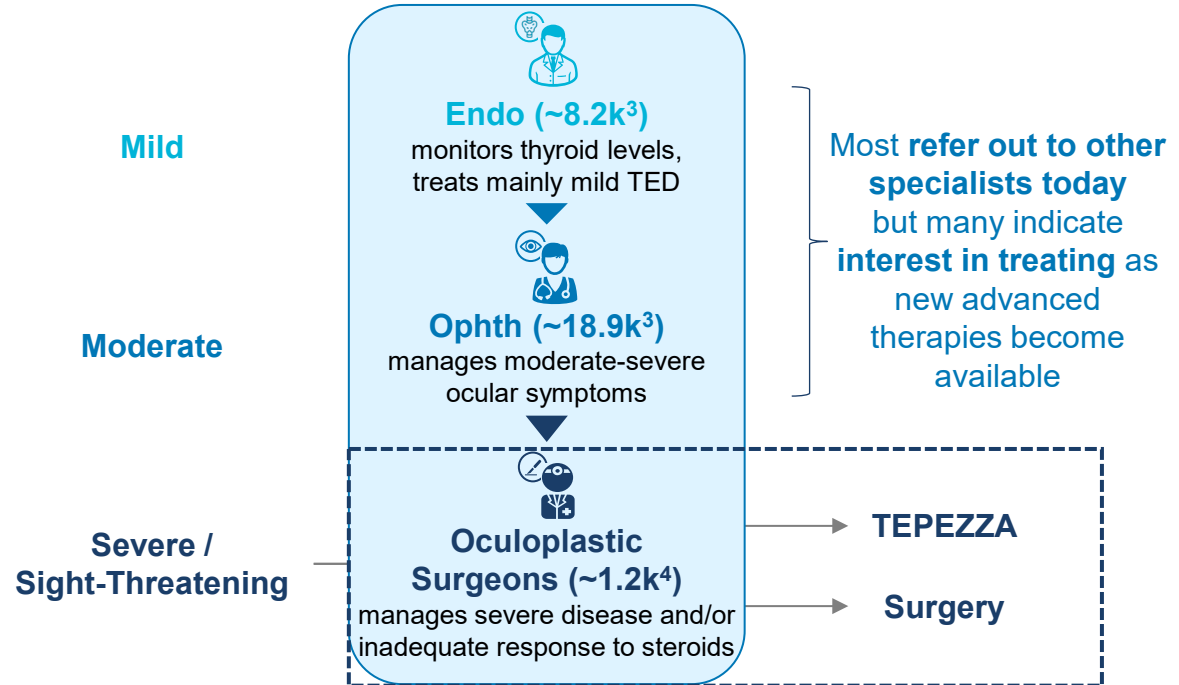 Mild
Endo (~8.2k³)
monitors thyroid levels,
treats mainly mild TED
Most refer out to other
specialists today
but many indicate
interest in treating as
new advanced
therapies become
available
Moderate
Ophth (~18.9k³)
manages moderate-severe
ocular symptoms
Severe /
Sight-Threatening
Oculoplastic
Surgeons (~1.2k⁴)
manages severe disease and/or
inadequate response to steroids
TEPEZZA
Surgery